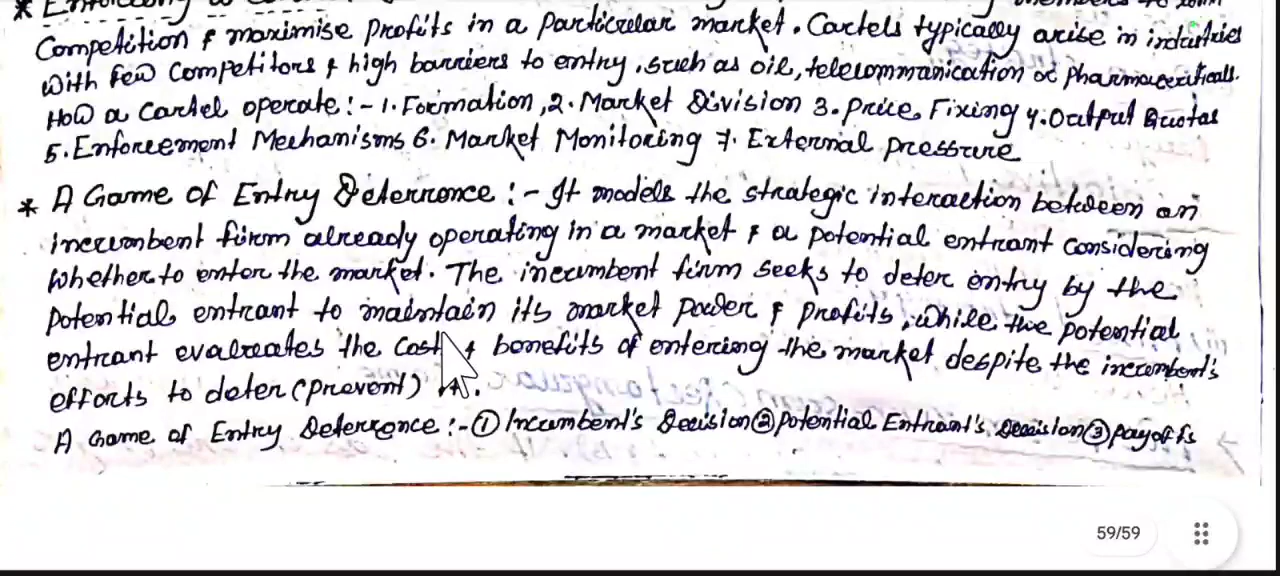 Competition & maximise profits in a particular market. Cartels typically arise in industries
With few competitors & high barriers to entry, such as oil, telecommunication or pharmaceuticals.
How a Cartel operate :- 1. Formation, 2. Market Division 3. Price Fixing 4. Output Quotas
5. Enforcement Mechanisms 6. Market Monitoring 7. External pressure
* A Game of Entry Deterrence :- It models the strategic interaction between an
incumbent firm already operating in a market & a potential entrant considering
whether to enter the market. The incumbent firm seeks to deter entry by the
potential entrant to maintain its market power & profits, while the potential
entrant evaluates the cost & benefits of entering the market despite the incumbent's
efforts to deter (prevent) it.
A Game of Entry Deterrence :- ① Incumbent's Decision ② Potential Entrant's Decision ③ payoffs
59/59